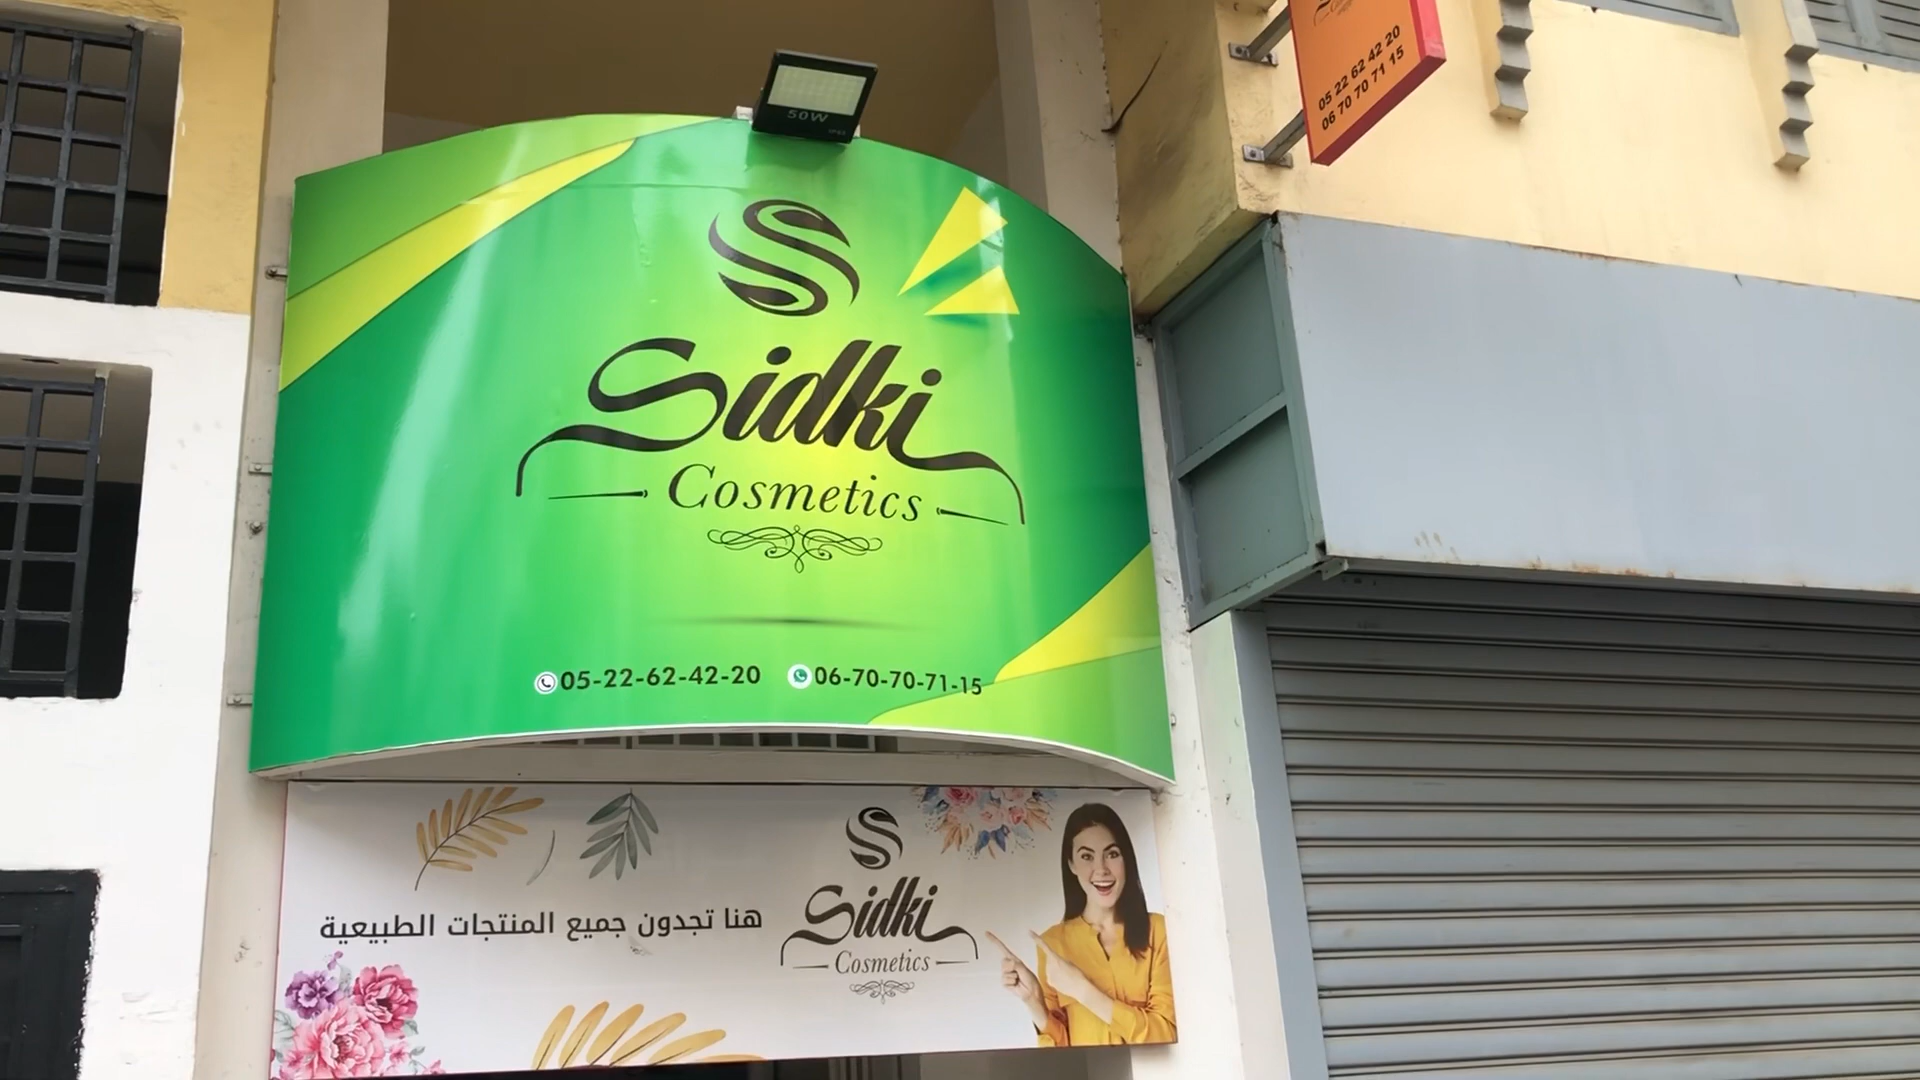 50W
Sidki
Cosmetics
05-22-62-42-20
06-70-70-71-15
05 22 62 42 20
06 70 70 71 15
هنا تجدون جميع المنتجات الطبيعية
Sidki
Cosmetics